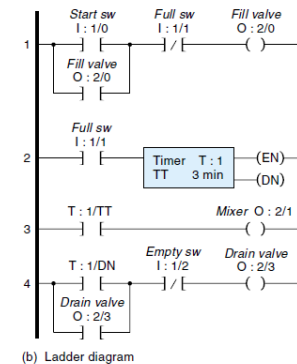 Start sw Full sw Fill valve
I : 1/0 I : 1/1 O : 2/0
1
Fill valve
O : 2/0
Full sw
I : 1/1
2
Timer T : 1
TT 3 min
(EN)
(DN)
T : 1/TT Mixer O : 2/1
3
Empty sw Drain valve
T : 1/DN I : 1/2 O : 2/3
4
Drain valve
O : 2/3
(b) Ladder diagram